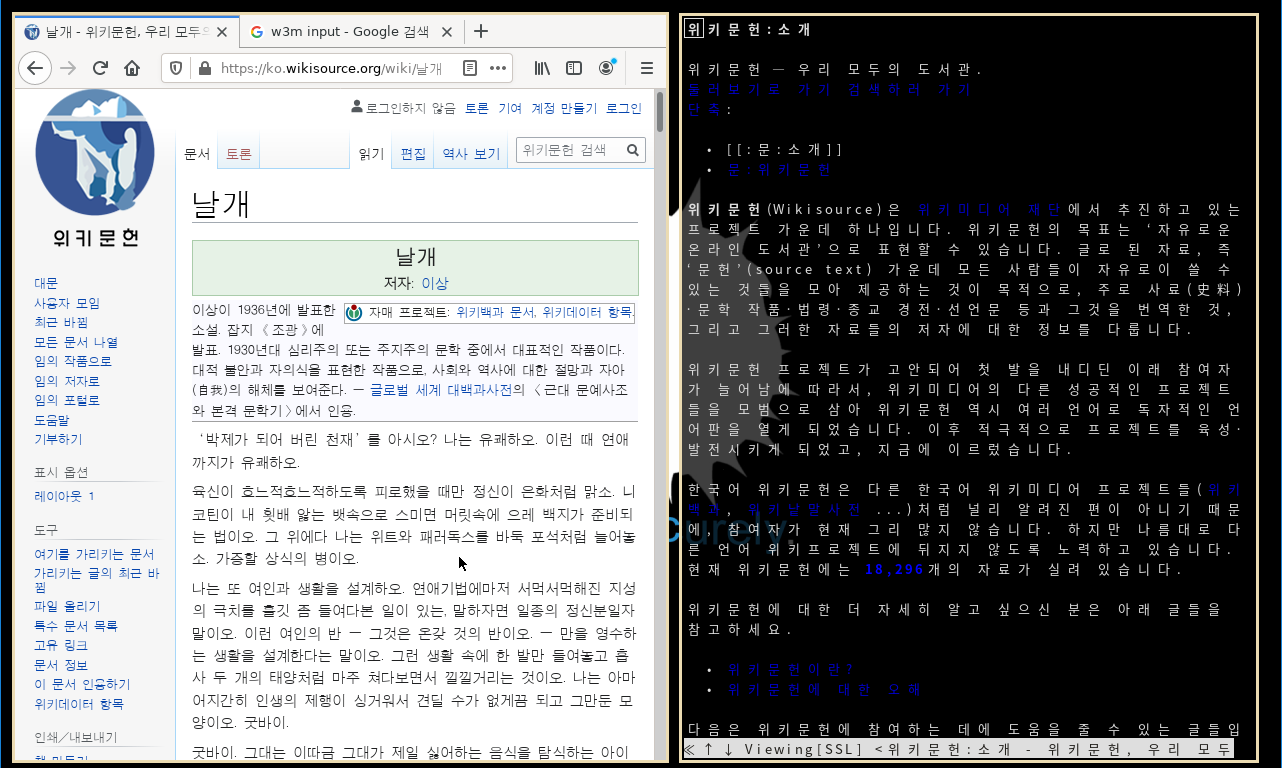 날개 - 위키문헌, 우리 모두의
w3m input - Google 검색
https://ko.wikisource.org/wiki/날개
로그인하지 않음 토론 기여 계정 만들기 로그인
문서 토론 읽기 편집 역사 보기 위키문헌 검색
위키문헌
대문
사용자 모임
최근 바뀜
모든 문서 나열
임의 작품으로
임의 저자로
임의 포털로
도움말
기부하기
표시 옵션
레이아웃 1
도구
여기를 가리키는 문서
가리키는 글의 최근 바
뀜
파일 올리기
특수 문서 목록
고유 링크
문서 정보
이 문서 인용하기
위키데이터 항목
인쇄/내보내기
책 만들기
날개
날개
저자: 이상
자매 프로젝트: 위키백과 문서, 위키데이터 항목.
이상이 1936년에 발표한
소설. 잡지 《조광》에
발표. 1930년대 심리주의 또는 주지주의 문학 중에서 대표적인 작품이다.
대적 불안과 자의식을 표현한 작품으로, 사회와 역사에 대한 절망과 자아
(自我)의 해체를 보여준다. — 글로벌 세계 대백과사전의 〈근대 문예사조
와 본격 문학기〉에서 인용.
‘박제가 되어 버린 천재’를 아시오? 나는 유쾌하오. 이런 때 연애
까지가 유쾌하오.
육신이 흐느적흐느적하도록 피로했을 때만 정신이 은화처럼 맑소. 니
코틴이 내 횟배 앓는 뱃속으로 스미면 머릿속에 으레 백지가 준비되
는 법이오. 그 위에다 나는 위트와 패러독스를 바둑 포석처럼 늘어놓
소. 가증할 상식의 병이오.
나는 또 여인과 생활을 설계하오. 연애기법에마저 서먹서먹해진 지성
의 극치를 흘깃 좀 들여다본 일이 있는, 말하자면 일종의 정신분일자
말이오. 이런 여인의 반 — 그것은 온갖 것의 반이오. — 만을 영수하
는 생활을 설계한다는 말이오. 그런 생활 속에 한 발만 들여놓고 흡
사 두 개의 태양처럼 마주 쳐다보면서 낄낄거리는 것이오. 나는 아마
어지간히 인생의 제행이 싱거워서 견딜 수가 없게끔 되고 그만둔 모
양이오. 굿바이.
굿바이. 그대는 이따금 그대가 제일 싫어하는 음식을 탐식하는 아이
위키문헌:소개
위키문헌 — 우리 모두의 도서관.
둘러보기로 가기 검색하러 가기
단축:
• [[:문:소개]]
• 문:위키문헌
위키문헌(Wikisource)은 위키미디어 재단에서 추진하고 있는
프로젝트 가운데 하나입니다. 위키문헌의 목표는 ‘자유로운
온라인 도서관’으로 표현할 수 있습니다. 글로 된 자료, 즉
‘문헌’(source text) 가운데 모든 사람들이 자유로이 쓸 수
있는 것들을 모아 제공하는 것이 목적으로, 주로 사료(史料)
·문학 작품·법령·종교 경전·선언문 등과 그것을 번역한 것,
그리고 그러한 자료들의 저자에 대한 정보를 다룹니다.
위키문헌 프로젝트가 고안되어 첫 발을 내디딘 이래 참여자
가 늘어남에 따라서, 위키미디어의 다른 성공적인 프로젝트
들을 모범으로 삼아 위키문헌 역시 여러 언어로 독자적인 언
어판을 열게 되었습니다. 이후 적극적으로 프로젝트를 육성·
발전시키게 되었고, 지금에 이르렀습니다.
한국어 위키문헌은 다른 한국어 위키미디어 프로젝트들(위키
백과, 위키낱말사전 ...)처럼 널리 알려진 편이 아니기 때문
에, 참여자가 현재 그리 많지 않습니다. 하지만 나름대로 다
른 언어 위키프로젝트에 뒤지지 않도록 노력하고 있습니다.
현재 위키문헌에는 18,296개의 자료가 실려 있습니다.
위키문헌에 대한 더 자세히 알고 싶으신 분은 아래 글들을
참고하세요.
• 위키문헌이란?
• 위키문헌에 대한 오해
다음은 위키문헌에 참여하는 데에 도움을 줄 수 있는 글들입
≪ ↑ ↓ Viewing[SSL] <위키문헌:소개 - 위키문헌, 우리 모두